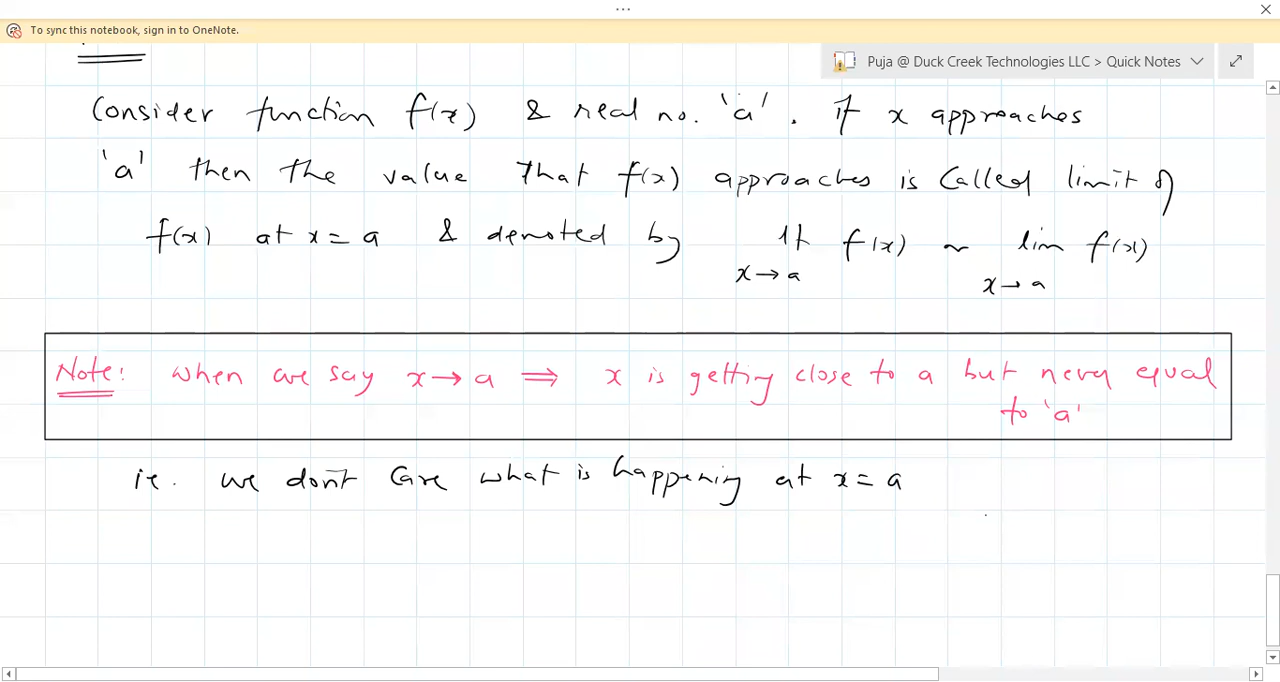 ...
To sync this notebook, sign in to OneNote.
Puja @ Duck Creek Technologies LLC > Quick Notes
Consider function f(x) & real no. 'a'. if x approaches
'a' then the value that f(x) approaches is called limit of
f(x) at x = a & denoted by lt f(x) or lim f(x)
x→a x→a
Note: when we say x→a ⇒ x is getting close to a but never equal
to 'a'
ie. we don't care what is happening at x = a